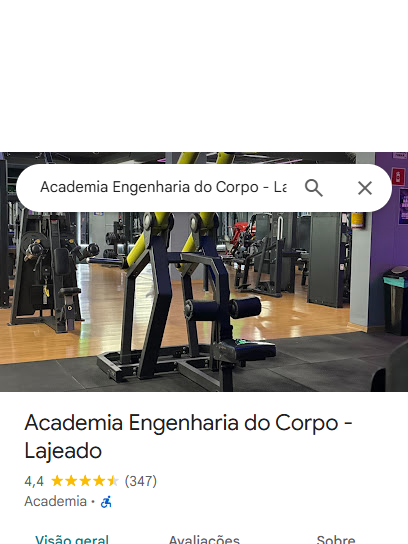 Academia Engenharia do Corpo - La
Academia Engenharia do Corpo -
Lajeado
4,4 (347)
Academia ·
Visão geral Avaliações Sobre